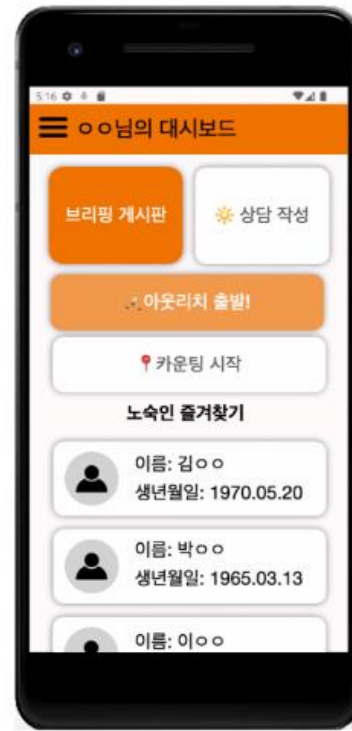 5:16
ㅇㅇ님의 대시보드
브리핑 게시판
상담 작성
아웃리치 출발!
카운팅 시작
노숙인 즐겨찾기
이름: 김ㅇㅇ
생년월일: 1970.05.20
이름: 박ㅇㅇ
생년월일: 1965.03.13
이름: 이ㅇㅇ